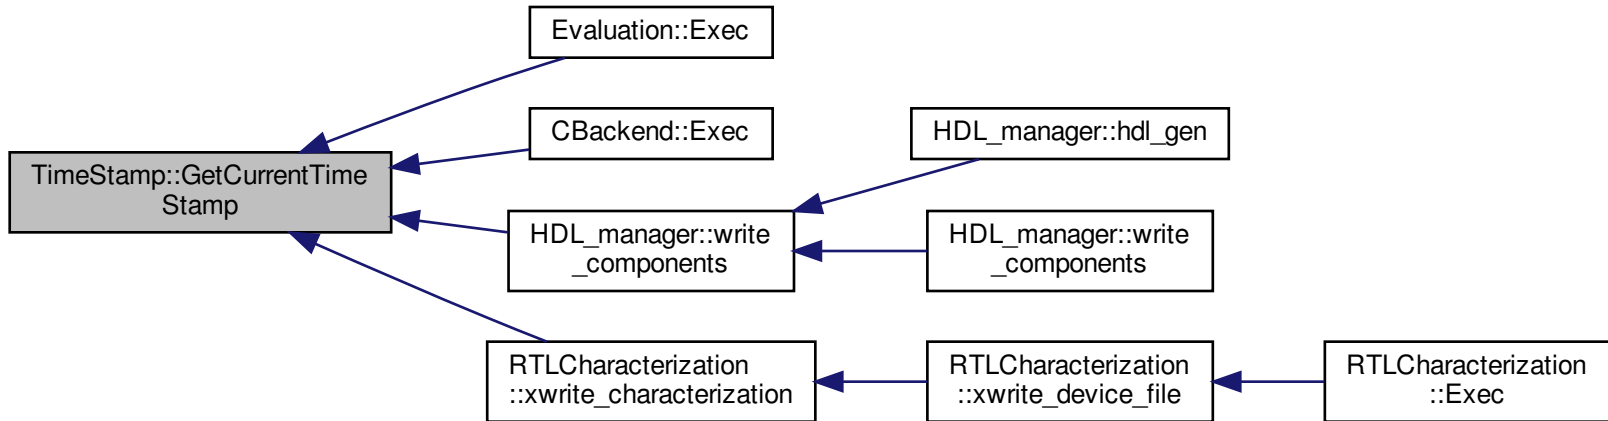 Evaluation::Exec
CBackend::Exec
HDL_manager::hdl_gen
TimeStamp::GetCurrentTime
Stamp
HDL_manager::write
_components
HDL_manager::write
_components
RTLCharacterization
::xwrite_characterization
RTLCharacterization
::xwrite_device_file
RTLCharacterization
::Exec